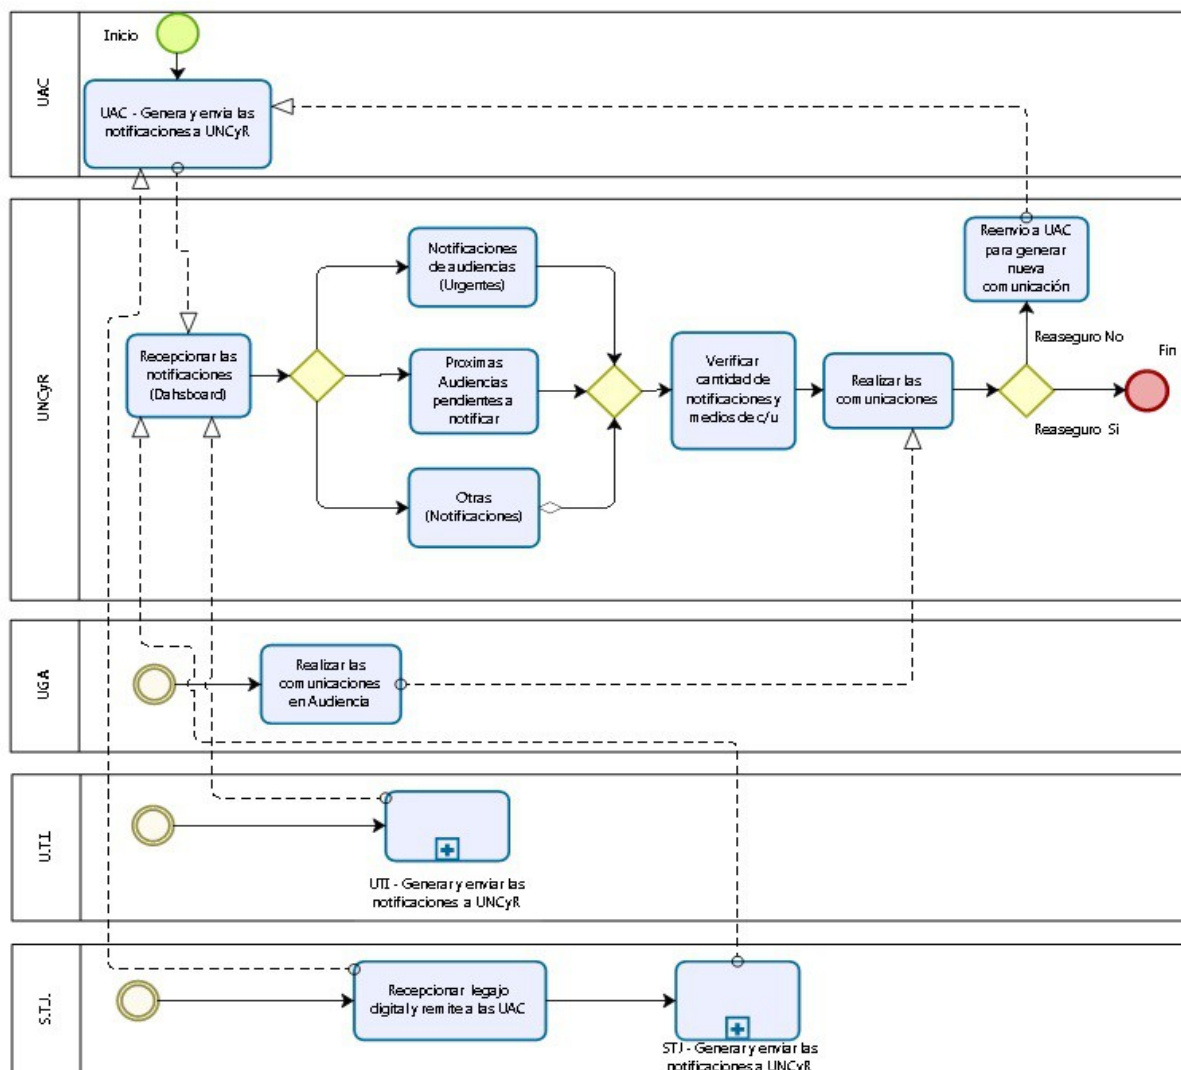 UAC
Inicio
UAC - Genera y envia las
notificaciones a UNCyR
UNCyR
Recepcionar las
notificaciones
(Dahsboard)
Notificaciones
de audiencias
(Urgentes)
Proximas
Audiencias
pendientes a
notificar
Otras
(Notificaciones)
Verificar
cantidad de
notificaciones y
medios de c/u
Realizar las
comunicaciones
Reenvio a UAC
para generar
nueva
comunicación
Reaseguro No
Fin
Reaseguro Si
UGA
Realizar las
comunicaciones
en Audiencia
U.T.I.
UTI - Generar y enviar las
notificaciones a UNCyR
S.T.J.
Recepcionar legajo
digital y remite a las UAC
STJ - Generar y enviar las
notificaciones a UNCyR